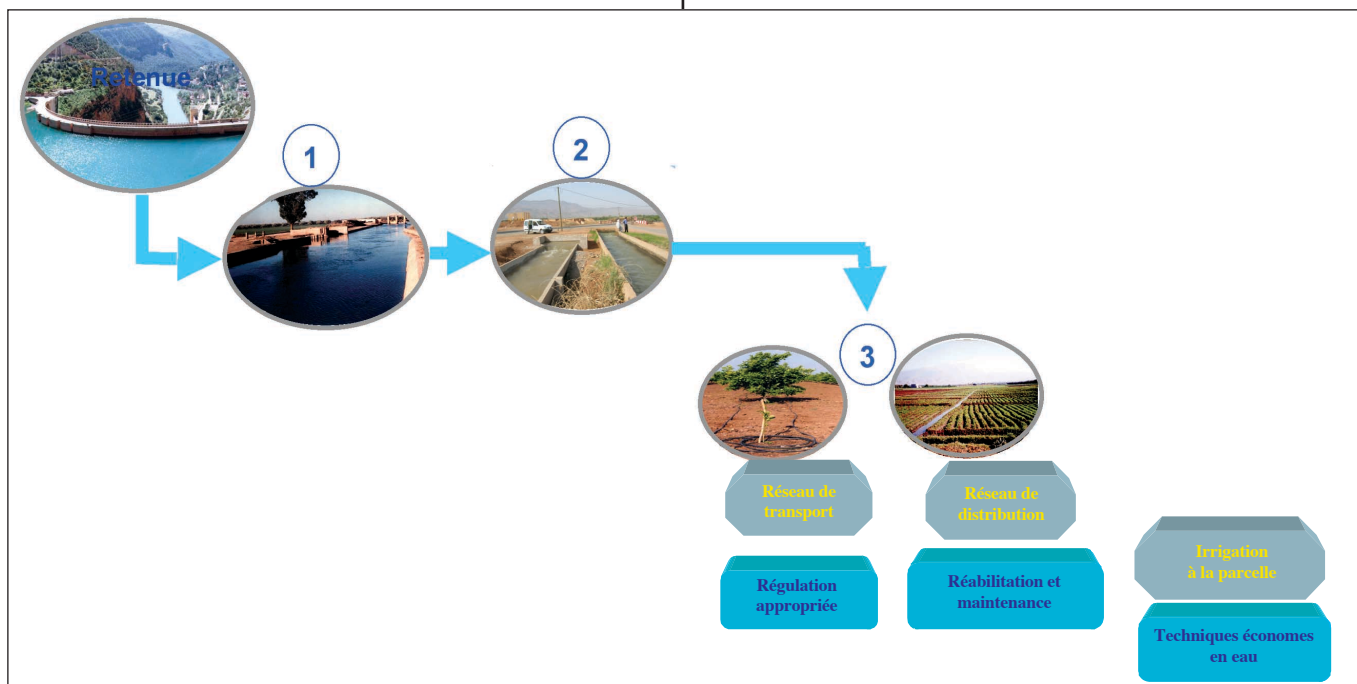 Retenue
1
2
3
Réseau de
transport
Réseau de
distribution
Irrigation
à la parcelle
Régulation
appropriée
Réabilitation et
maintenance
Techniques économes
en eau